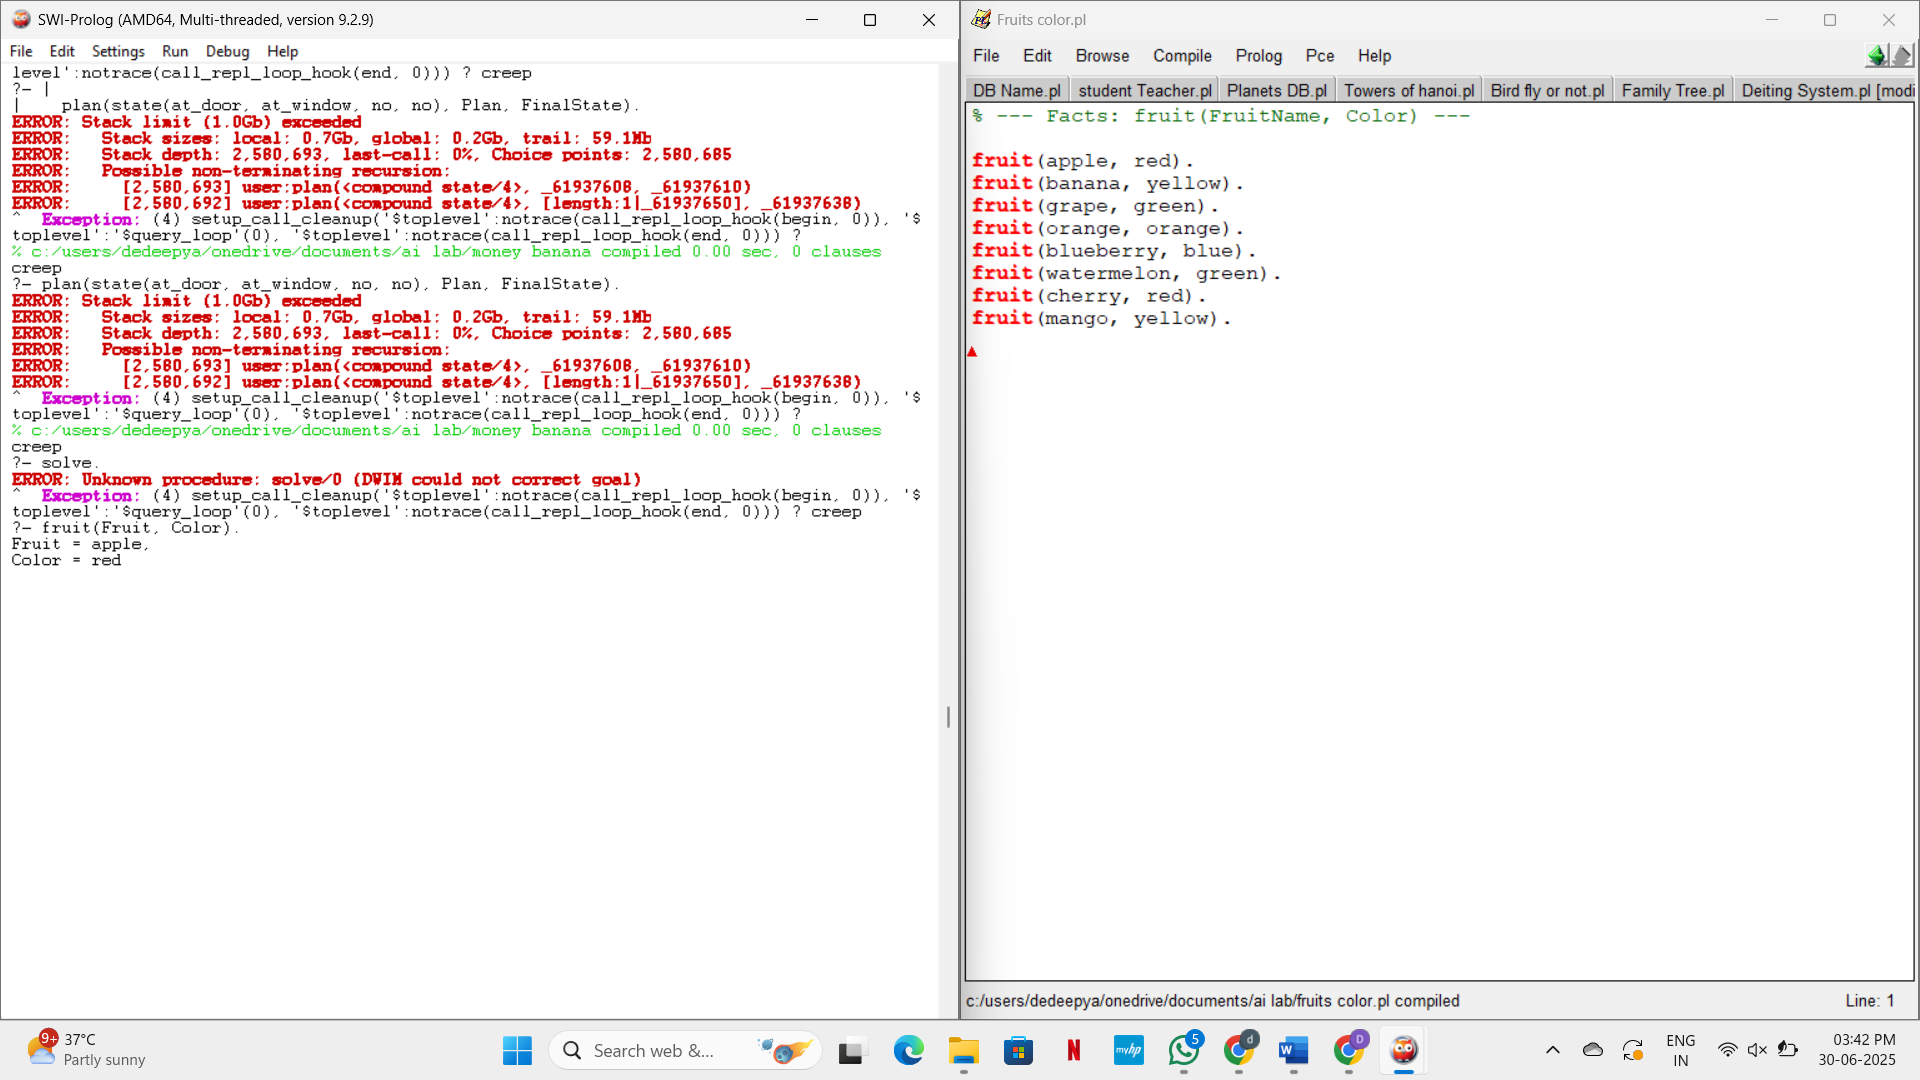 SWI-Prolog (AMD64, Multi-threaded, version 9.2.9)
File Edit Settings Run Debug Help
level':notrace(call_repl_loop_hook(end, 0))) ? creep
?- |
|    plan(state(at_door, at_window, no, no), Plan, FinalState).
ERROR: Stack limit (1.0Gb) exceeded
ERROR:   Stack sizes: local: 0.7Gb, global: 0.2Gb, trail: 59.1Mb
ERROR:   Stack depth: 2,580,693, last-call: 0%, Choice points: 2,580,685
ERROR:   Possible non-terminating recursion:
ERROR:     [2,580,693] user:plan(<compound state/4>, _61937608, _61937610)
ERROR:     [2,580,692] user:plan(<compound state/4>, [length:1|_61937650], _61937638)
^  Exception: (4) setup_call_cleanup('$toplevel':notrace(call_repl_loop_hook(begin, 0)), '$
toplevel':'$query_loop'(0), '$toplevel':notrace(call_repl_loop_hook(end, 0))) ?
% c:/users/dedeepya/onedrive/documents/ai lab/money banana compiled 0.00 sec, 0 clauses
creep
?- plan(state(at_door, at_window, no, no), Plan, FinalState).
ERROR: Stack limit (1.0Gb) exceeded
ERROR:   Stack sizes: local: 0.7Gb, global: 0.2Gb, trail: 59.1Mb
ERROR:   Stack depth: 2,580,693, last-call: 0%, Choice points: 2,580,685
ERROR:   Possible non-terminating recursion:
ERROR:     [2,580,693] user:plan(<compound state/4>, _61937608, _61937610)
ERROR:     [2,580,692] user:plan(<compound state/4>, [length:1|_61937650], _61937638)
^  Exception: (4) setup_call_cleanup('$toplevel':notrace(call_repl_loop_hook(begin, 0)), '$
toplevel':'$query_loop'(0), '$toplevel':notrace(call_repl_loop_hook(end, 0))) ?
% c:/users/dedeepya/onedrive/documents/ai lab/money banana compiled 0.00 sec, 0 clauses
creep
?- solve.
ERROR: Unknown procedure: solve/0 (DWIM could not correct goal)
^  Exception: (4) setup_call_cleanup('$toplevel':notrace(call_repl_loop_hook(begin, 0)), '$
toplevel':'$query_loop'(0), '$toplevel':notrace(call_repl_loop_hook(end, 0))) ? creep
?- fruit(Fruit, Color).
Fruit = apple,
Color = red
Fruits color.pl
File Edit Browse Compile Prolog Pce Help
DB Name.pl student Teacher.pl Planets DB.pl Towers of hanoi.pl Bird fly or not.pl Family Tree.pl Deiting System.pl [modi
% --- Facts: fruit(FruitName, Color) ---
fruit(apple, red).
fruit(banana, yellow).
fruit(grape, green).
fruit(orange, orange).
fruit(blueberry, blue).
fruit(watermelon, green).
fruit(cherry, red).
fruit(mango, yellow).
c:/users/dedeepya/onedrive/documents/ai lab/fruits color.pl compiled Line: 1
9+ 37°C
Partly sunny
Search web &...
N
myhp
5
d
W
D
ENG
IN
03:42 PM
30-06-2025